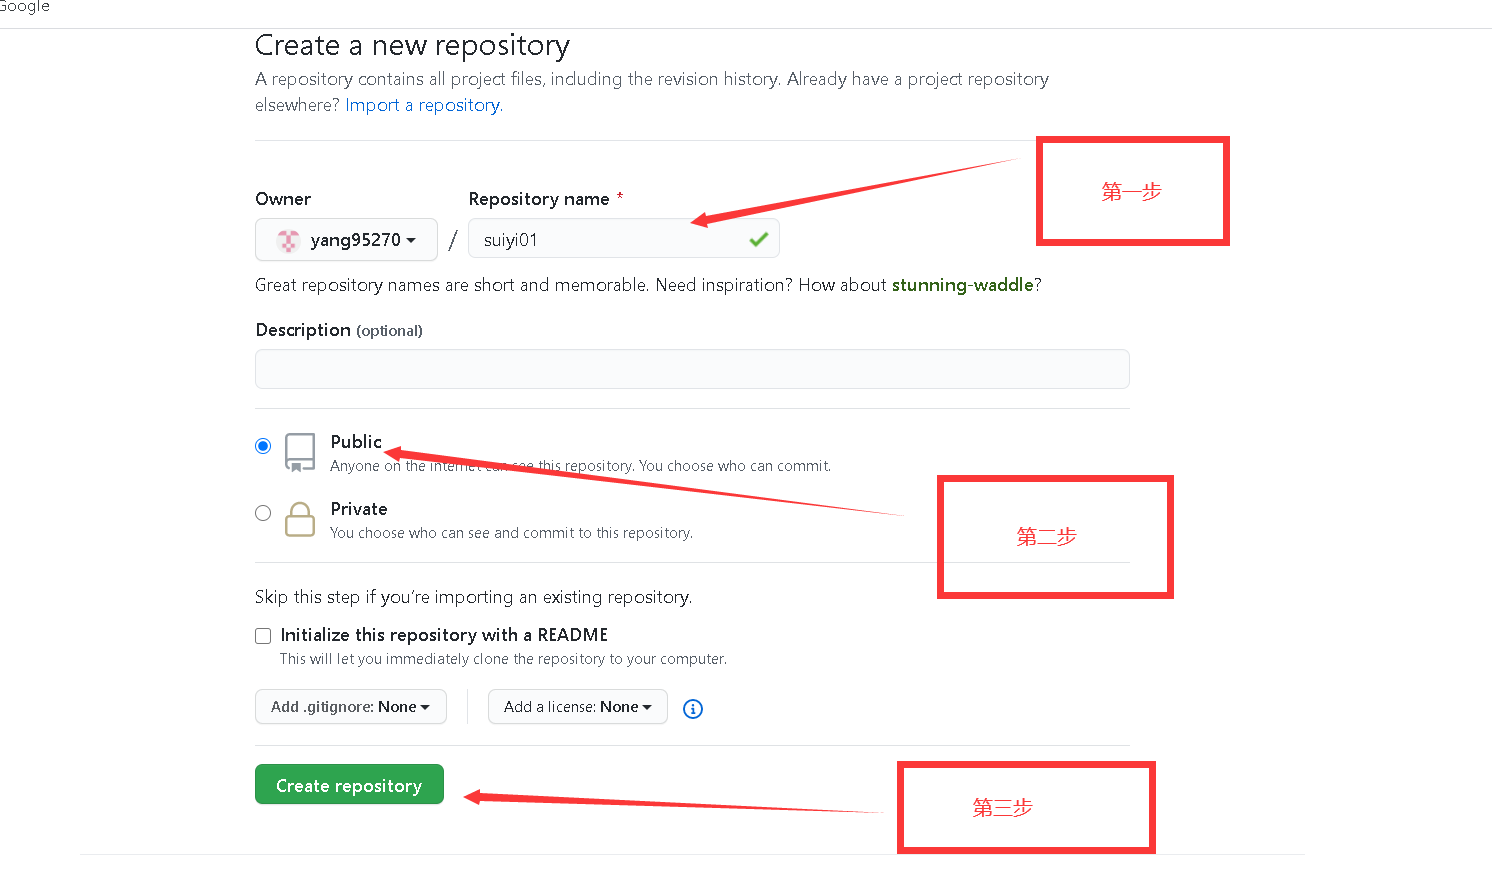 Google
Create a new repository
A repository contains all project files, including the revision history. Already have a project repository
elsewhere? Import a repository.
第一步
Owner
Repository name *
yang95270 / suiyi01
Great repository names are short and memorable. Need inspiration? How about stunning-waddle?
Description (optional)
Public
Anyone on the internet can see this repository. You choose who can commit.
第二步
Private
You choose who can see and commit to this repository.
Skip this step if you’re importing an existing repository.
Initialize this repository with a README
This will let you immediately clone the repository to your computer.
Add .gitignore: None
Add a license: None
Create repository
第三步